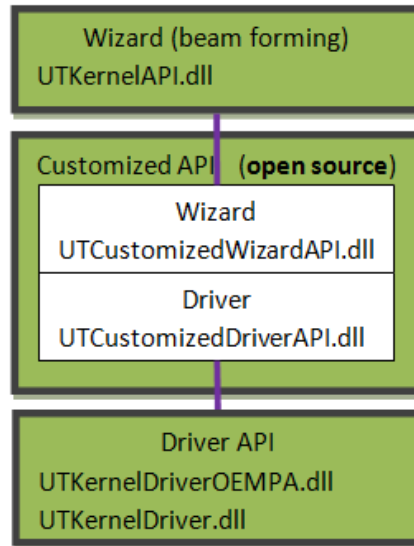 Wizard (beam forming)
UTKernelAPI.dll
Customized API (open source)
Wizard
UTCustomizedWizardAPI.dll
Driver
UTCustomizedDriverAPI.dll
Driver API
UTKernelDriverOEMPA.dll
UTKernelDriver.dll